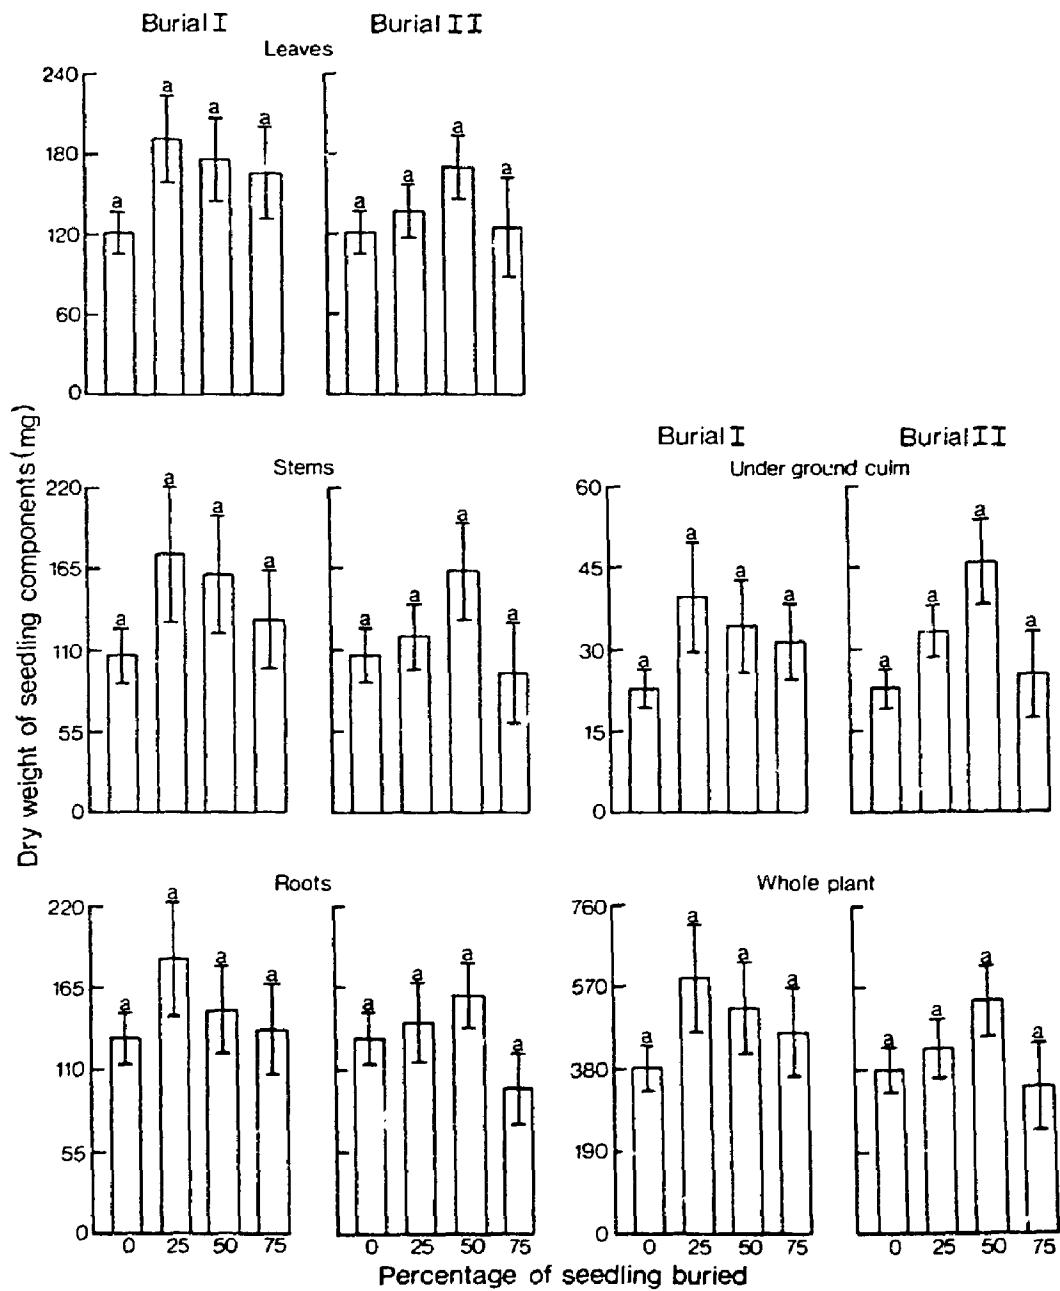 Burial I Burial II
Leaves
240
180
120
60
0
a a a a a a a a
Dry weight of seedling components (mg)
Burial I Burial II
Stems Under ground culm
220
165
110
55
0
a a a a a a a a
60
45
30
15
0
a a a a a a a a
Roots Whole plant
220
165
110
55
0
a a a a a a a a
760
570
380
190
0
a a a a a a a a
0 25 50 75 0 25 50 75 0 25 50 75 0 25 50 75
Percentage of seedling buried